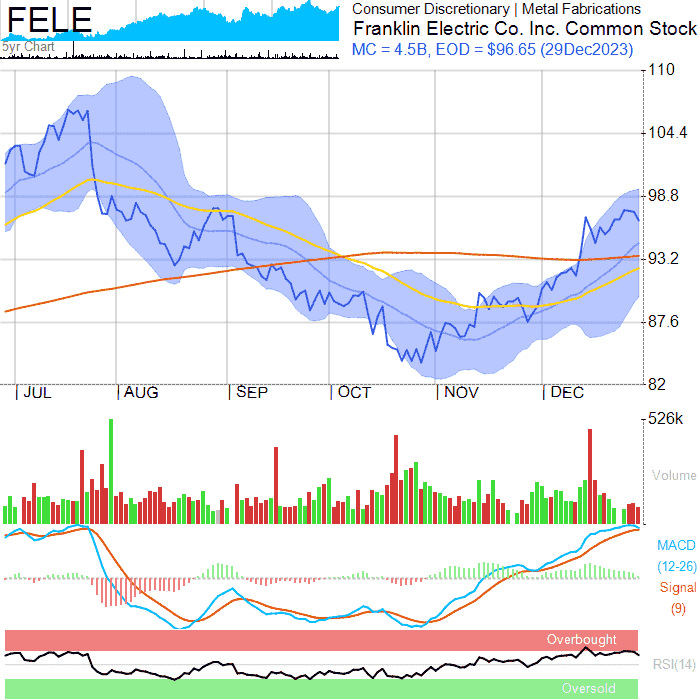 FELE
5yr Chart
Consumer Discretionary | Metal Fabrications
Franklin Electric Co. Inc. Common Stock
MC = 4.5B, EOD = $96.65 (29Dec2023)
110
104.4
98.8
93.2
87.6
82
JUL AUG SEP OCT NOV DEC
526k
Volume
MACD
(12-26)
Signal
(9)
Overbought
RSI(14)
Oversold